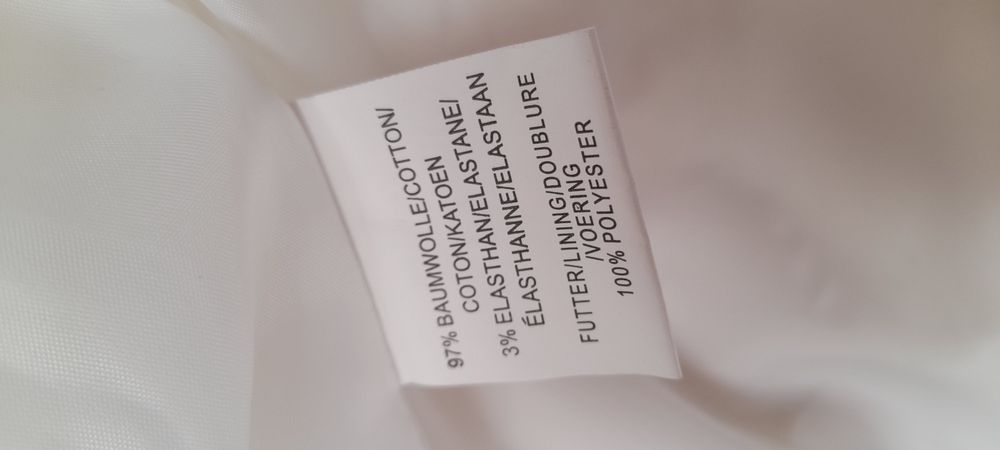 97% BAUMWOLLE/COTTON/
COTON/KATOEN
3% ELASTHAN/ELASTANE/
ÉLASTHANNE/ELASTAAN
FUTTER/LINING/DOUBLURE
/VOERING
100% POLYESTER